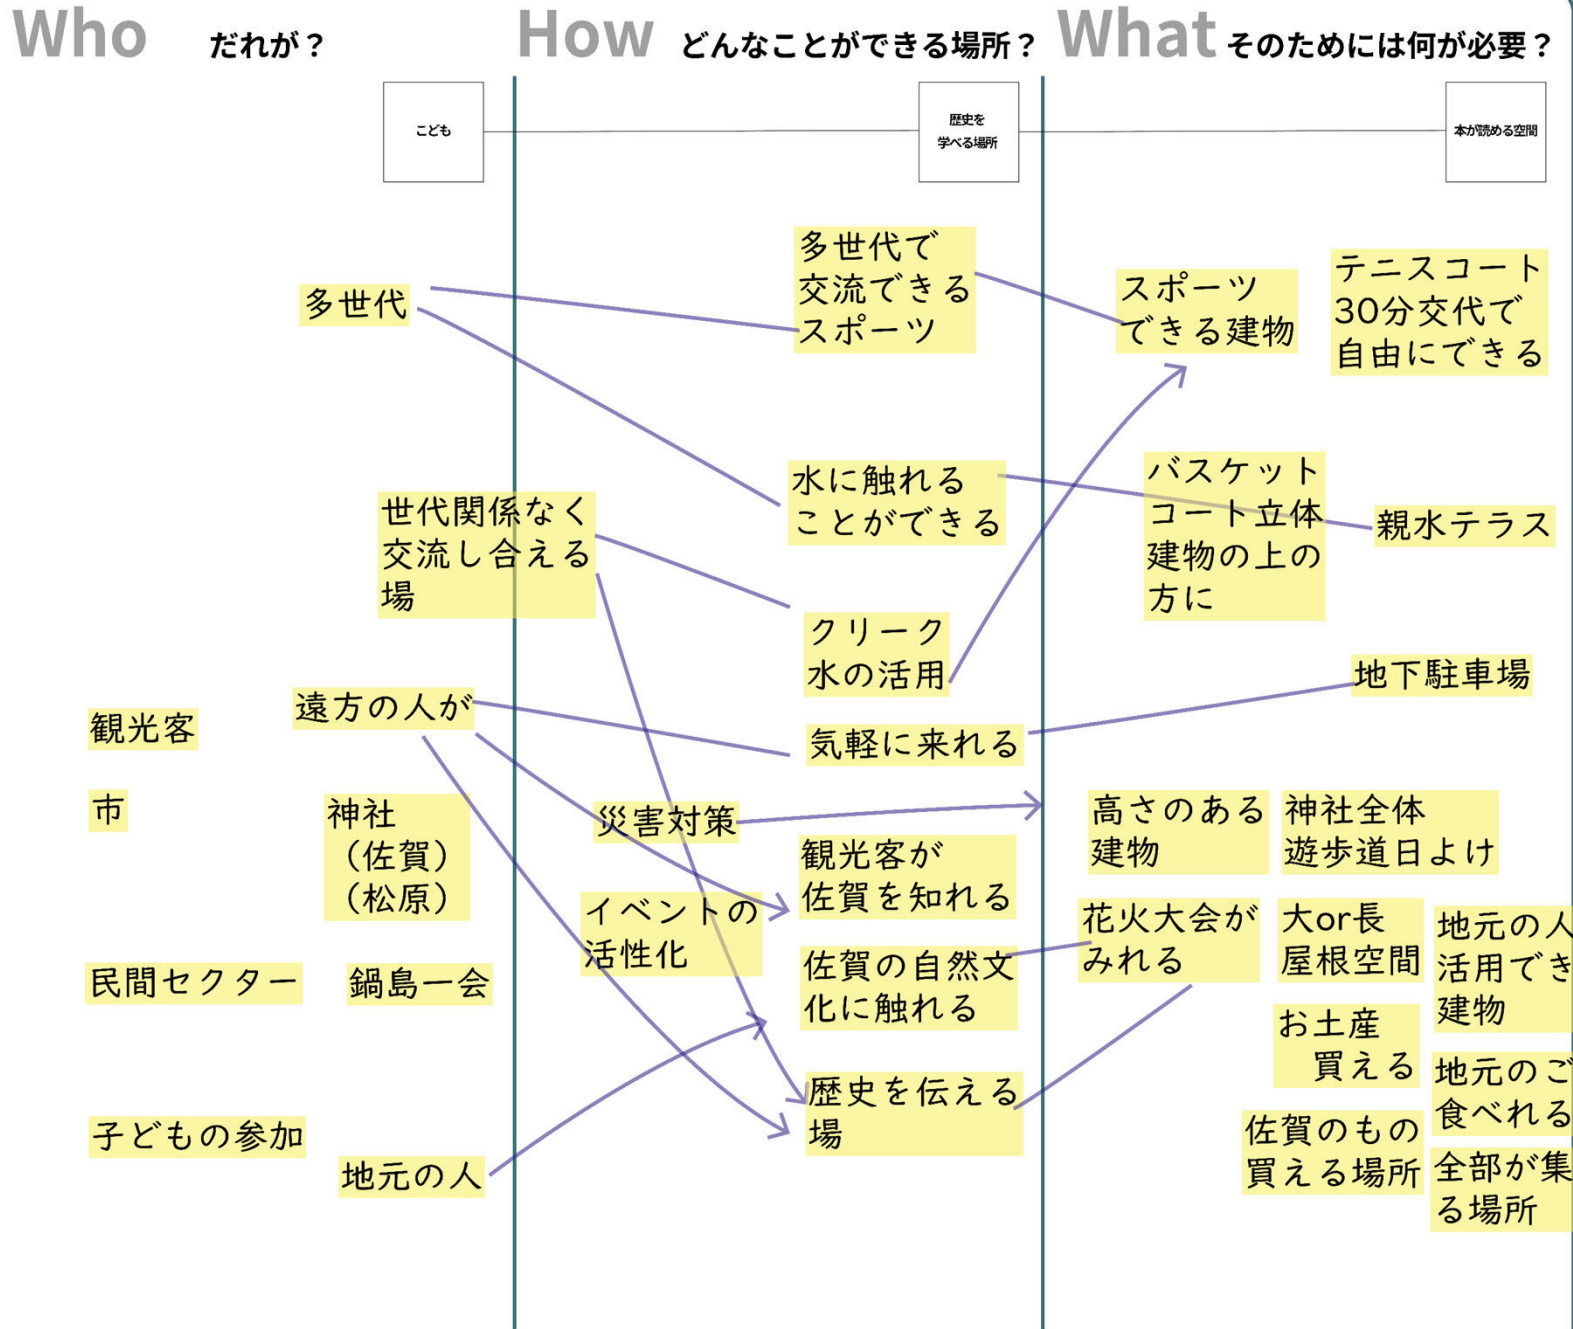 Who だれが？
How どんなことができる場所？
What そのためには何が必要？
こども
歴史を
学べる場所
本が読める空間
多世代
世代関係なく
交流し合える
場
遠方の人が
観光客
市
神社
（佐賀）
（松原）
民間セクター
鍋島一会
子どもの参加
地元の人
多世代で
交流できる
スポーツ
水に触れる
ことができる
クリーク
水の活用
気軽に来れる
災害対策
観光客が
佐賀を知れる
イベントの
活性化
佐賀の自然文
化に触れる
歴史を伝える
場
スポーツ
できる建物
テニスコート
30分交代で
自由にできる
バスケット
コート立体
建物の上の
方に
親水テラス
地下駐車場
高さのある
建物
神社全体
遊歩道日よけ
花火大会が
みれる
大or長
屋根空間
地元の人
活用でき
建物
お土産
買える
地元のご
食べれる
佐賀のもの
買える場所
全部が集
る場所